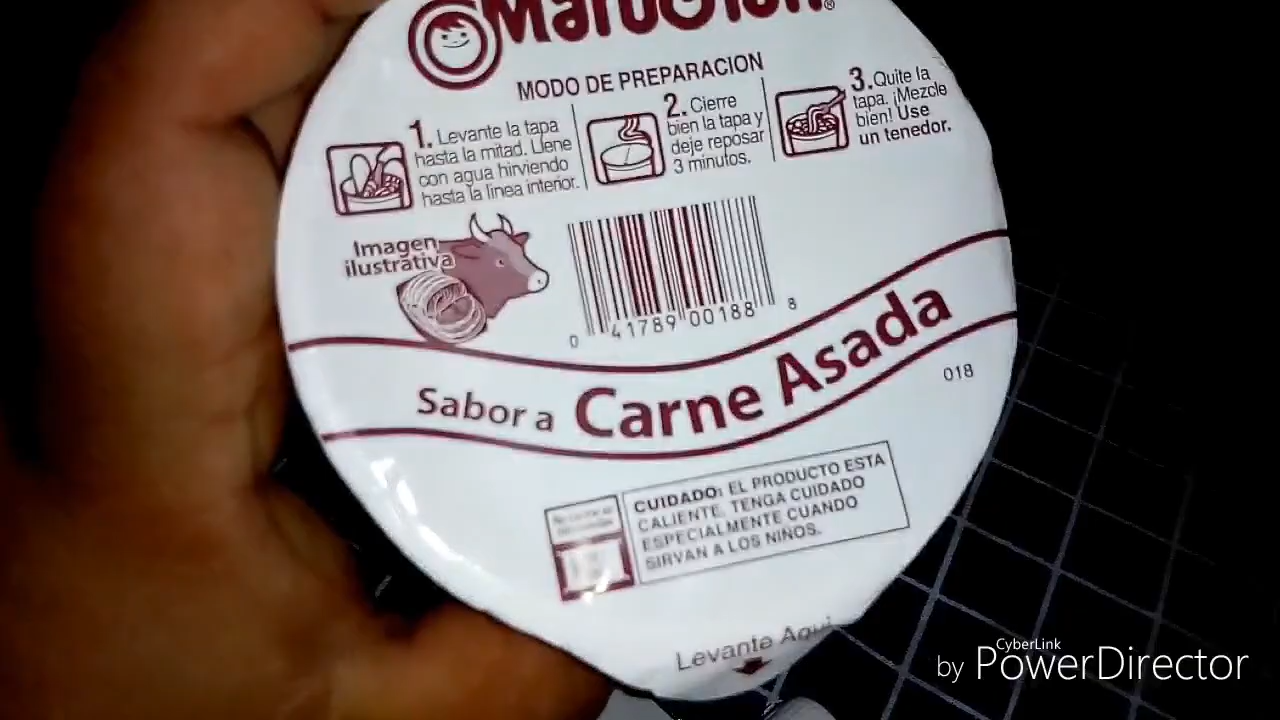 Maruchan®
MODO DE PREPARACION
1. Levante la tapa
hasta la mitad. Llene
con agua hirviendo
hasta la linea interior.
2. Cierre
bien la tapa y
deje reposar
3 minutos.
3. Quite la
tapa. ¡Mezcle
bien! Use
un tenedor.
Imagen
ilustrativa
0 41789 00188 8
Sabor a Carne Asada
018
CUIDADO: EL PRODUCTO ESTA
CALIENTE, TENGA CUIDADO
ESPECIALMENTE CUANDO
SIRVAN A LOS NIÑOS.
Levante Aqui
CyberLink
by PowerDirector